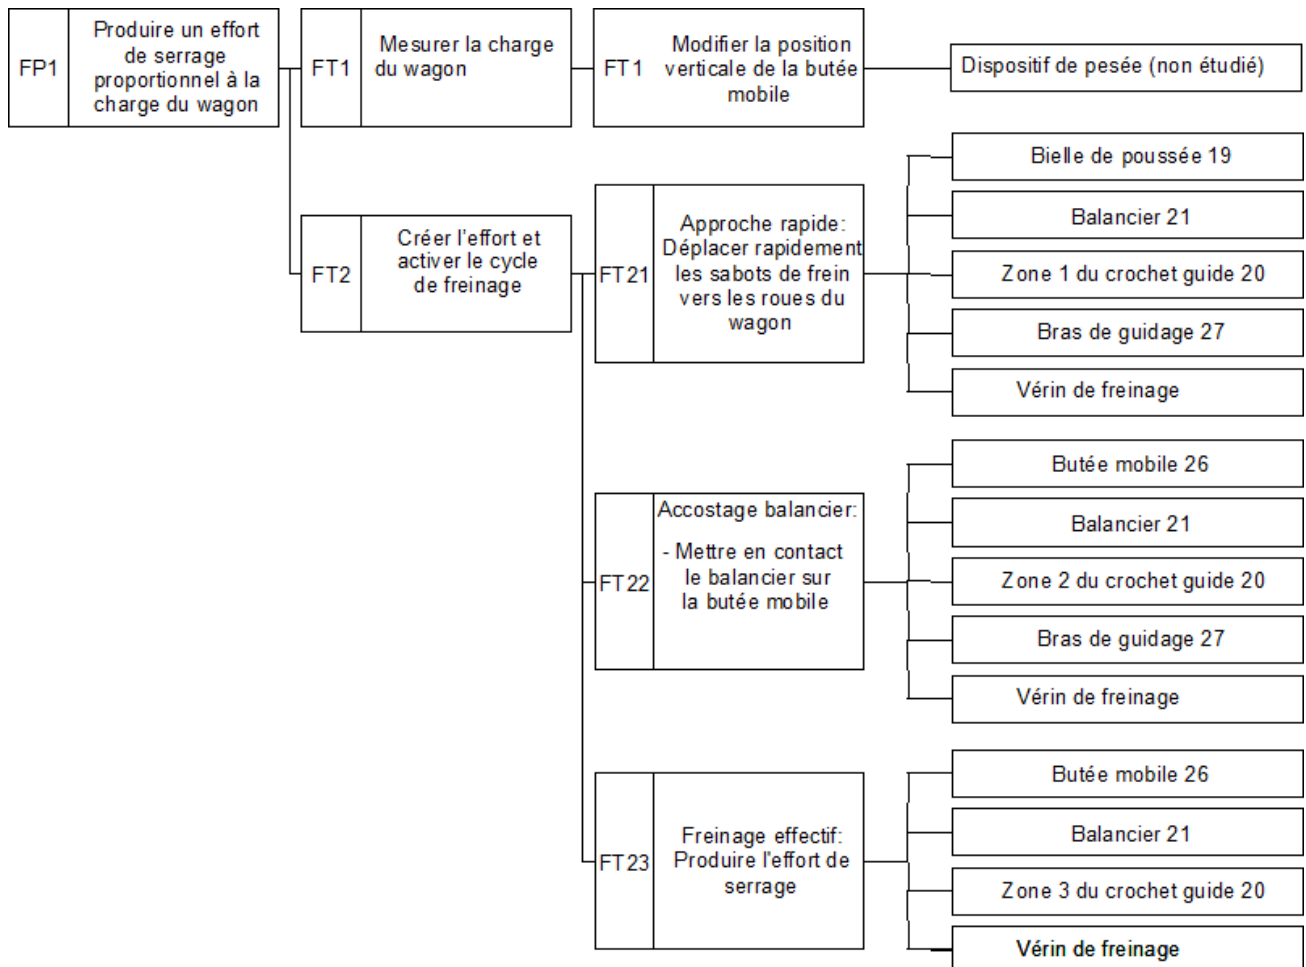 FP1
Produire un effort
de serrage
proportionnel à la
charge du wagon
FT1
Mesurer la charge
du wagon
FT1
Modifier la position
verticale de la butée
mobile
Dispositif de pesée (non étudié)
FT2
Créer l'effort et
activer le cycle
de freinage
FT21
Approche rapide:
Déplacer rapidement
les sabots de frein
vers les roues du
wagon
Bielle de poussée 19
Balancier 21
Zone 1 du crochet guide 20
Bras de guidage 27
Vérin de freinage
FT22
Accostage balancier:
- Mettre en contact
le balancier sur
la butée mobile
Butée mobile 26
Balancier 21
Zone 2 du crochet guide 20
Bras de guidage 27
Vérin de freinage
FT23
Freinage effectif:
Produire l'effort de
serrage
Butée mobile 26
Balancier 21
Zone 3 du crochet guide 20
Vérin de freinage